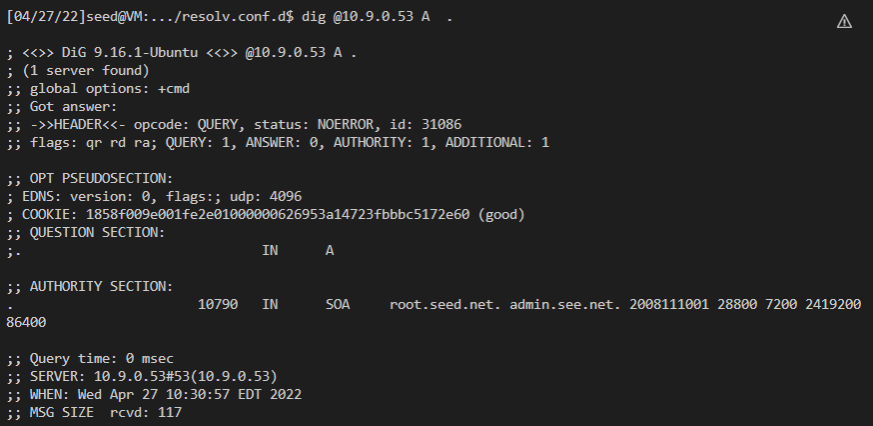 [04/27/22]seed@VM:.../resolv.conf.d$ dig @10.9.0.53 A  .

; <<>> DiG 9.16.1-Ubuntu <<>> @10.9.0.53 A .
; (1 server found)
;; global options: +cmd
;; Got answer:
;; ->>HEADER<<- opcode: QUERY, status: NOERROR, id: 31086
;; flags: qr rd ra; QUERY: 1, ANSWER: 0, AUTHORITY: 1, ADDITIONAL: 1

;; OPT PSEUDOSECTION:
; EDNS: version: 0, flags:; udp: 4096
; COOKIE: 1858f009e001fe2e01000000626953a14723fbbbc5172e60 (good)
;; QUESTION SECTION:
;.				IN	A

;; AUTHORITY SECTION:
.			10790	IN	SOA	root.seed.net. admin.see.net. 2008111001 28800 7200 2419200
86400

;; Query time: 0 msec
;; SERVER: 10.9.0.53#53(10.9.0.53)
;; WHEN: Wed Apr 27 10:30:57 EDT 2022
;; MSG SIZE  rcvd: 117